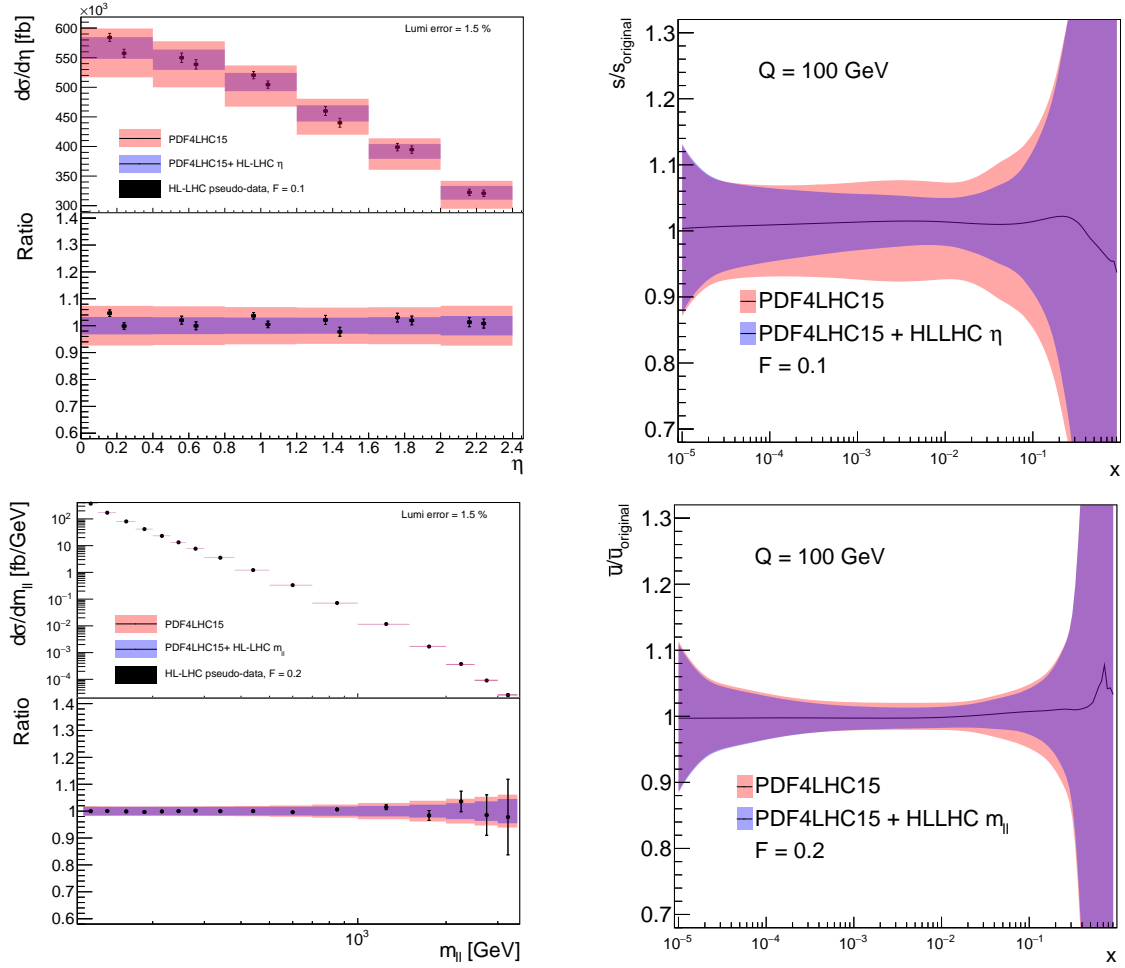 ×10³
dσ/dη [fb]
600
550
500
450
400
350
300
Lumi error = 1.5 %
PDF4LHC15
PDF4LHC15+ HL-LHC η
HL-LHC pseudo-data, F = 0.1
Ratio
1.4
1.3
1.2
1.1
1
0.9
0.8
0.7
0.6
0 0.2 0.4 0.6 0.8 1 1.2 1.4 1.6 1.8 2 2.2 2.4
η
s/s_original
1.3
1.2
1.1
1
0.9
0.8
0.7
Q = 100 GeV
PDF4LHC15
PDF4LHC15 + HLLHC η
F = 0.1
10⁻⁵ 10⁻⁴ 10⁻³ 10⁻² 10⁻¹
x
dσ/dm_ll [fb/GeV]
10²
10
1
10⁻¹
10⁻²
10⁻³
10⁻⁴
Lumi error = 1.5 %
PDF4LHC15
PDF4LHC15+ HL-LHC m_ll
HL-LHC pseudo-data, F = 0.2
Ratio
1.4
1.3
1.2
1.1
1
0.9
0.8
0.7
0.6
10³
m_ll [GeV]
u̅/u̅_original
1.3
1.2
1.1
1
0.9
0.8
0.7
Q = 100 GeV
PDF4LHC15
PDF4LHC15 + HLLHC m_ll
F = 0.2
10⁻⁵ 10⁻⁴ 10⁻³ 10⁻² 10⁻¹
x